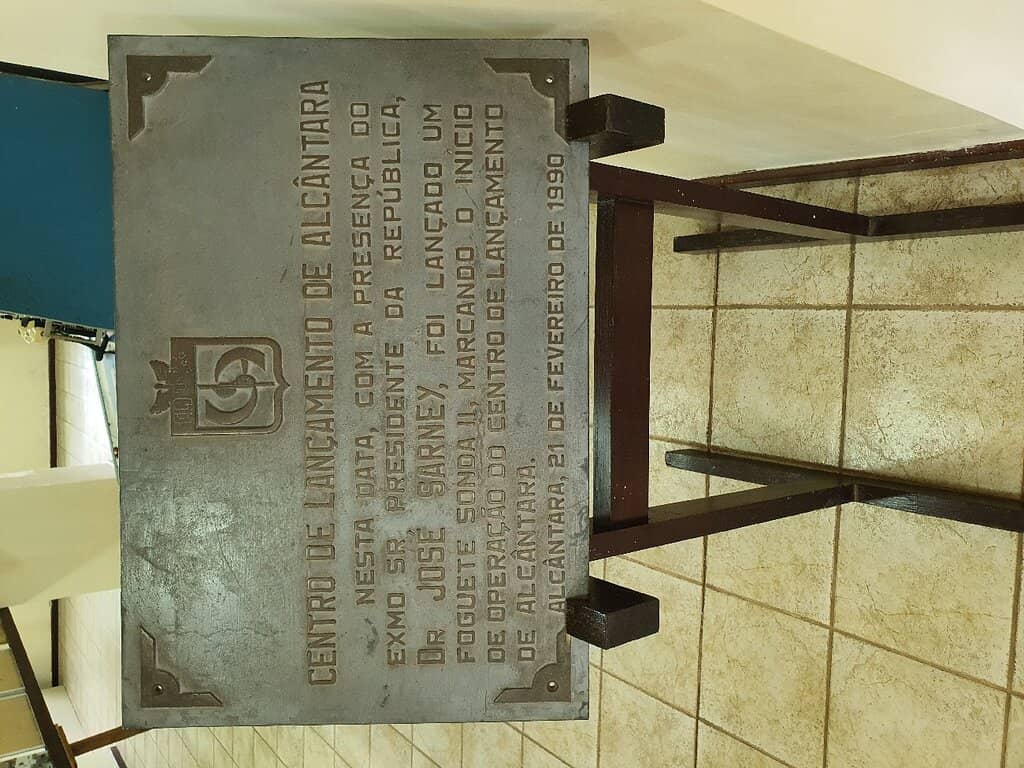 CENTRO DE LANÇAMENTO DE ALCÂNTARA
NESTA DATA, COM A PRESENÇA DO
EXMO SR. PRESIDENTE DA REPÚBLICA,
Dr JOSÉ SARNEY, FOI LANÇADO UM
FOGUETE SONDA II, MARCANDO O INÍCIO
DE OPERAÇÃO DO CENTRO DE LANÇAMENTO
DE ALCÂNTARA.
ALCÂNTARA, 21 DE FEVEREIRO DE 1990